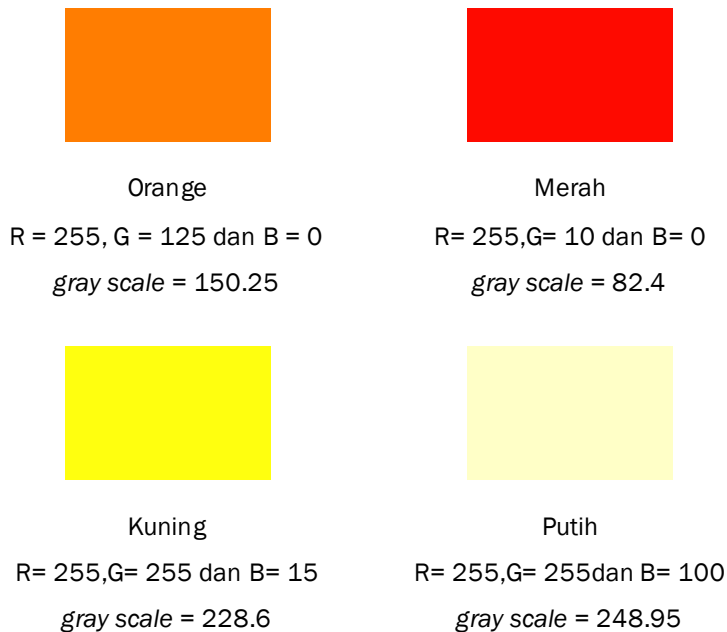 Orange
Merah
R = 255, G = 125 dan B = 0
R= 255,G= 10 dan B= 0
gray scale = 150.25
gray scale = 82.4
Kuning
Putih
R= 255,G= 255 dan B= 15
R= 255,G= 255dan B= 100
gray scale = 228.6
gray scale = 248.95